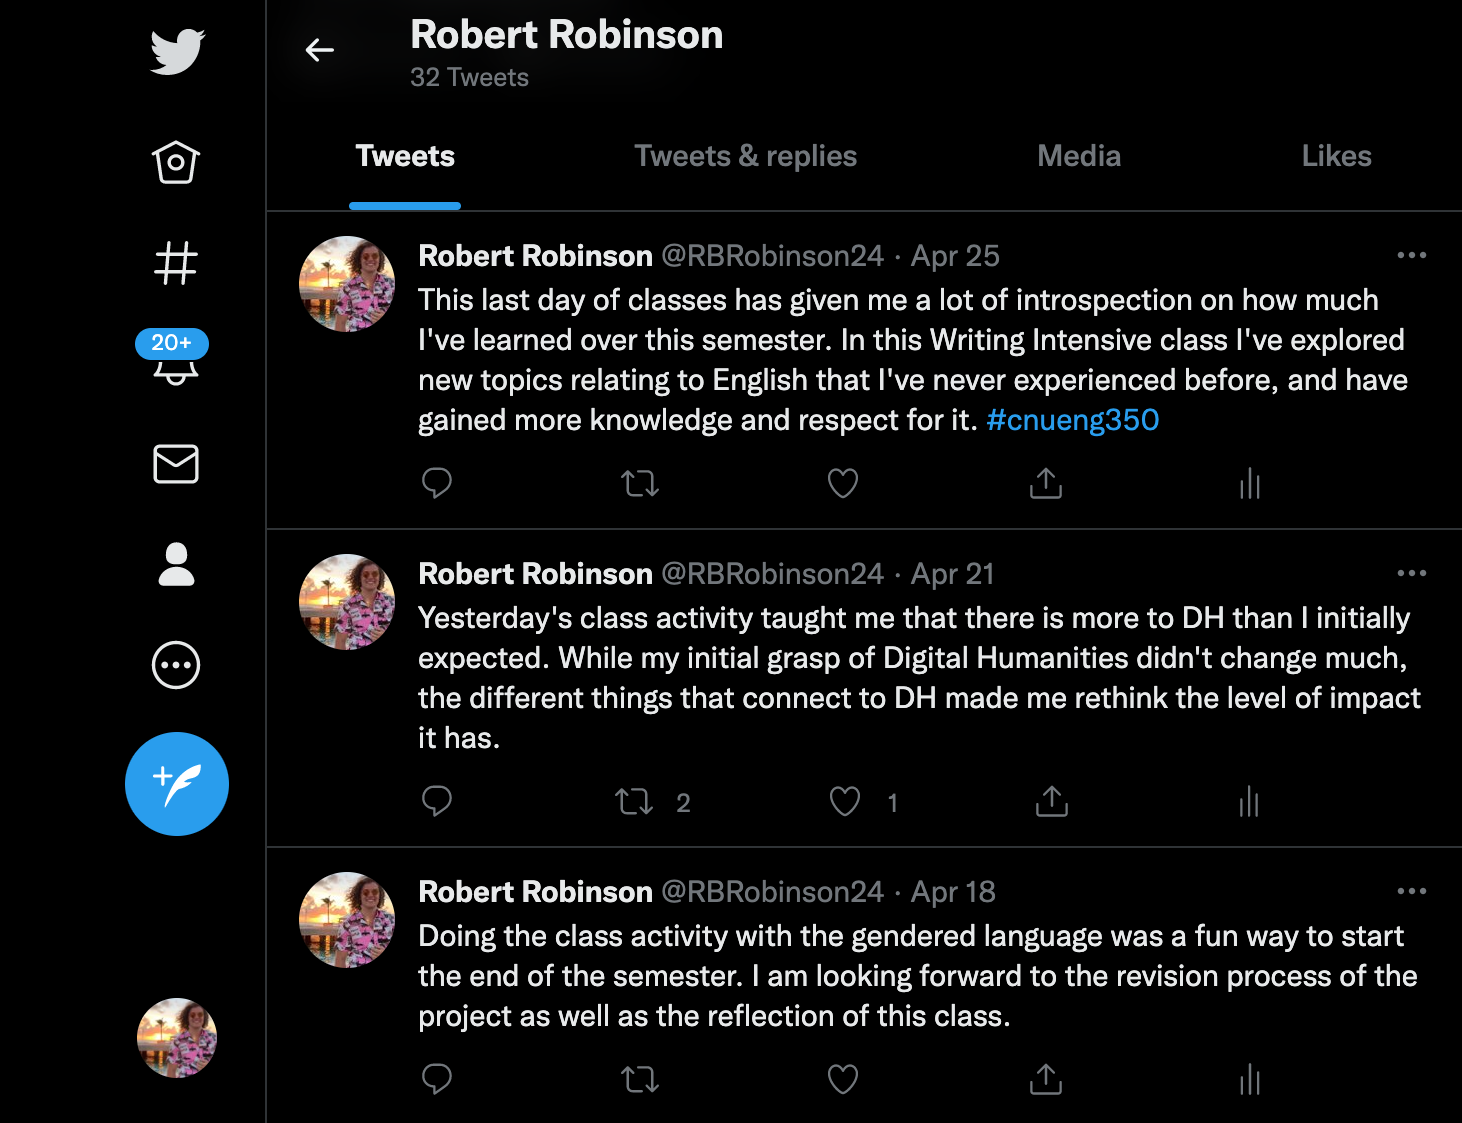 Robert Robinson
32 Tweets
Tweets
Tweets & replies
Media
Likes
20+
Robert Robinson @RBRobinson24 · Apr 25
This last day of classes has given me a lot of introspection on how much
I've learned over this semester. In this Writing Intensive class I've explored
new topics relating to English that I've never experienced before, and have
gained more knowledge and respect for it. #cnueng350
Robert Robinson @RBRobinson24 · Apr 21
Yesterday's class activity taught me that there is more to DH than I initially
expected. While my initial grasp of Digital Humanities didn't change much,
the different things that connect to DH made me rethink the level of impact
it has.
2
1
Robert Robinson @RBRobinson24 · Apr 18
Doing the class activity with the gendered language was a fun way to start
the end of the semester. I am looking forward to the revision process of the
project as well as the reflection of this class.